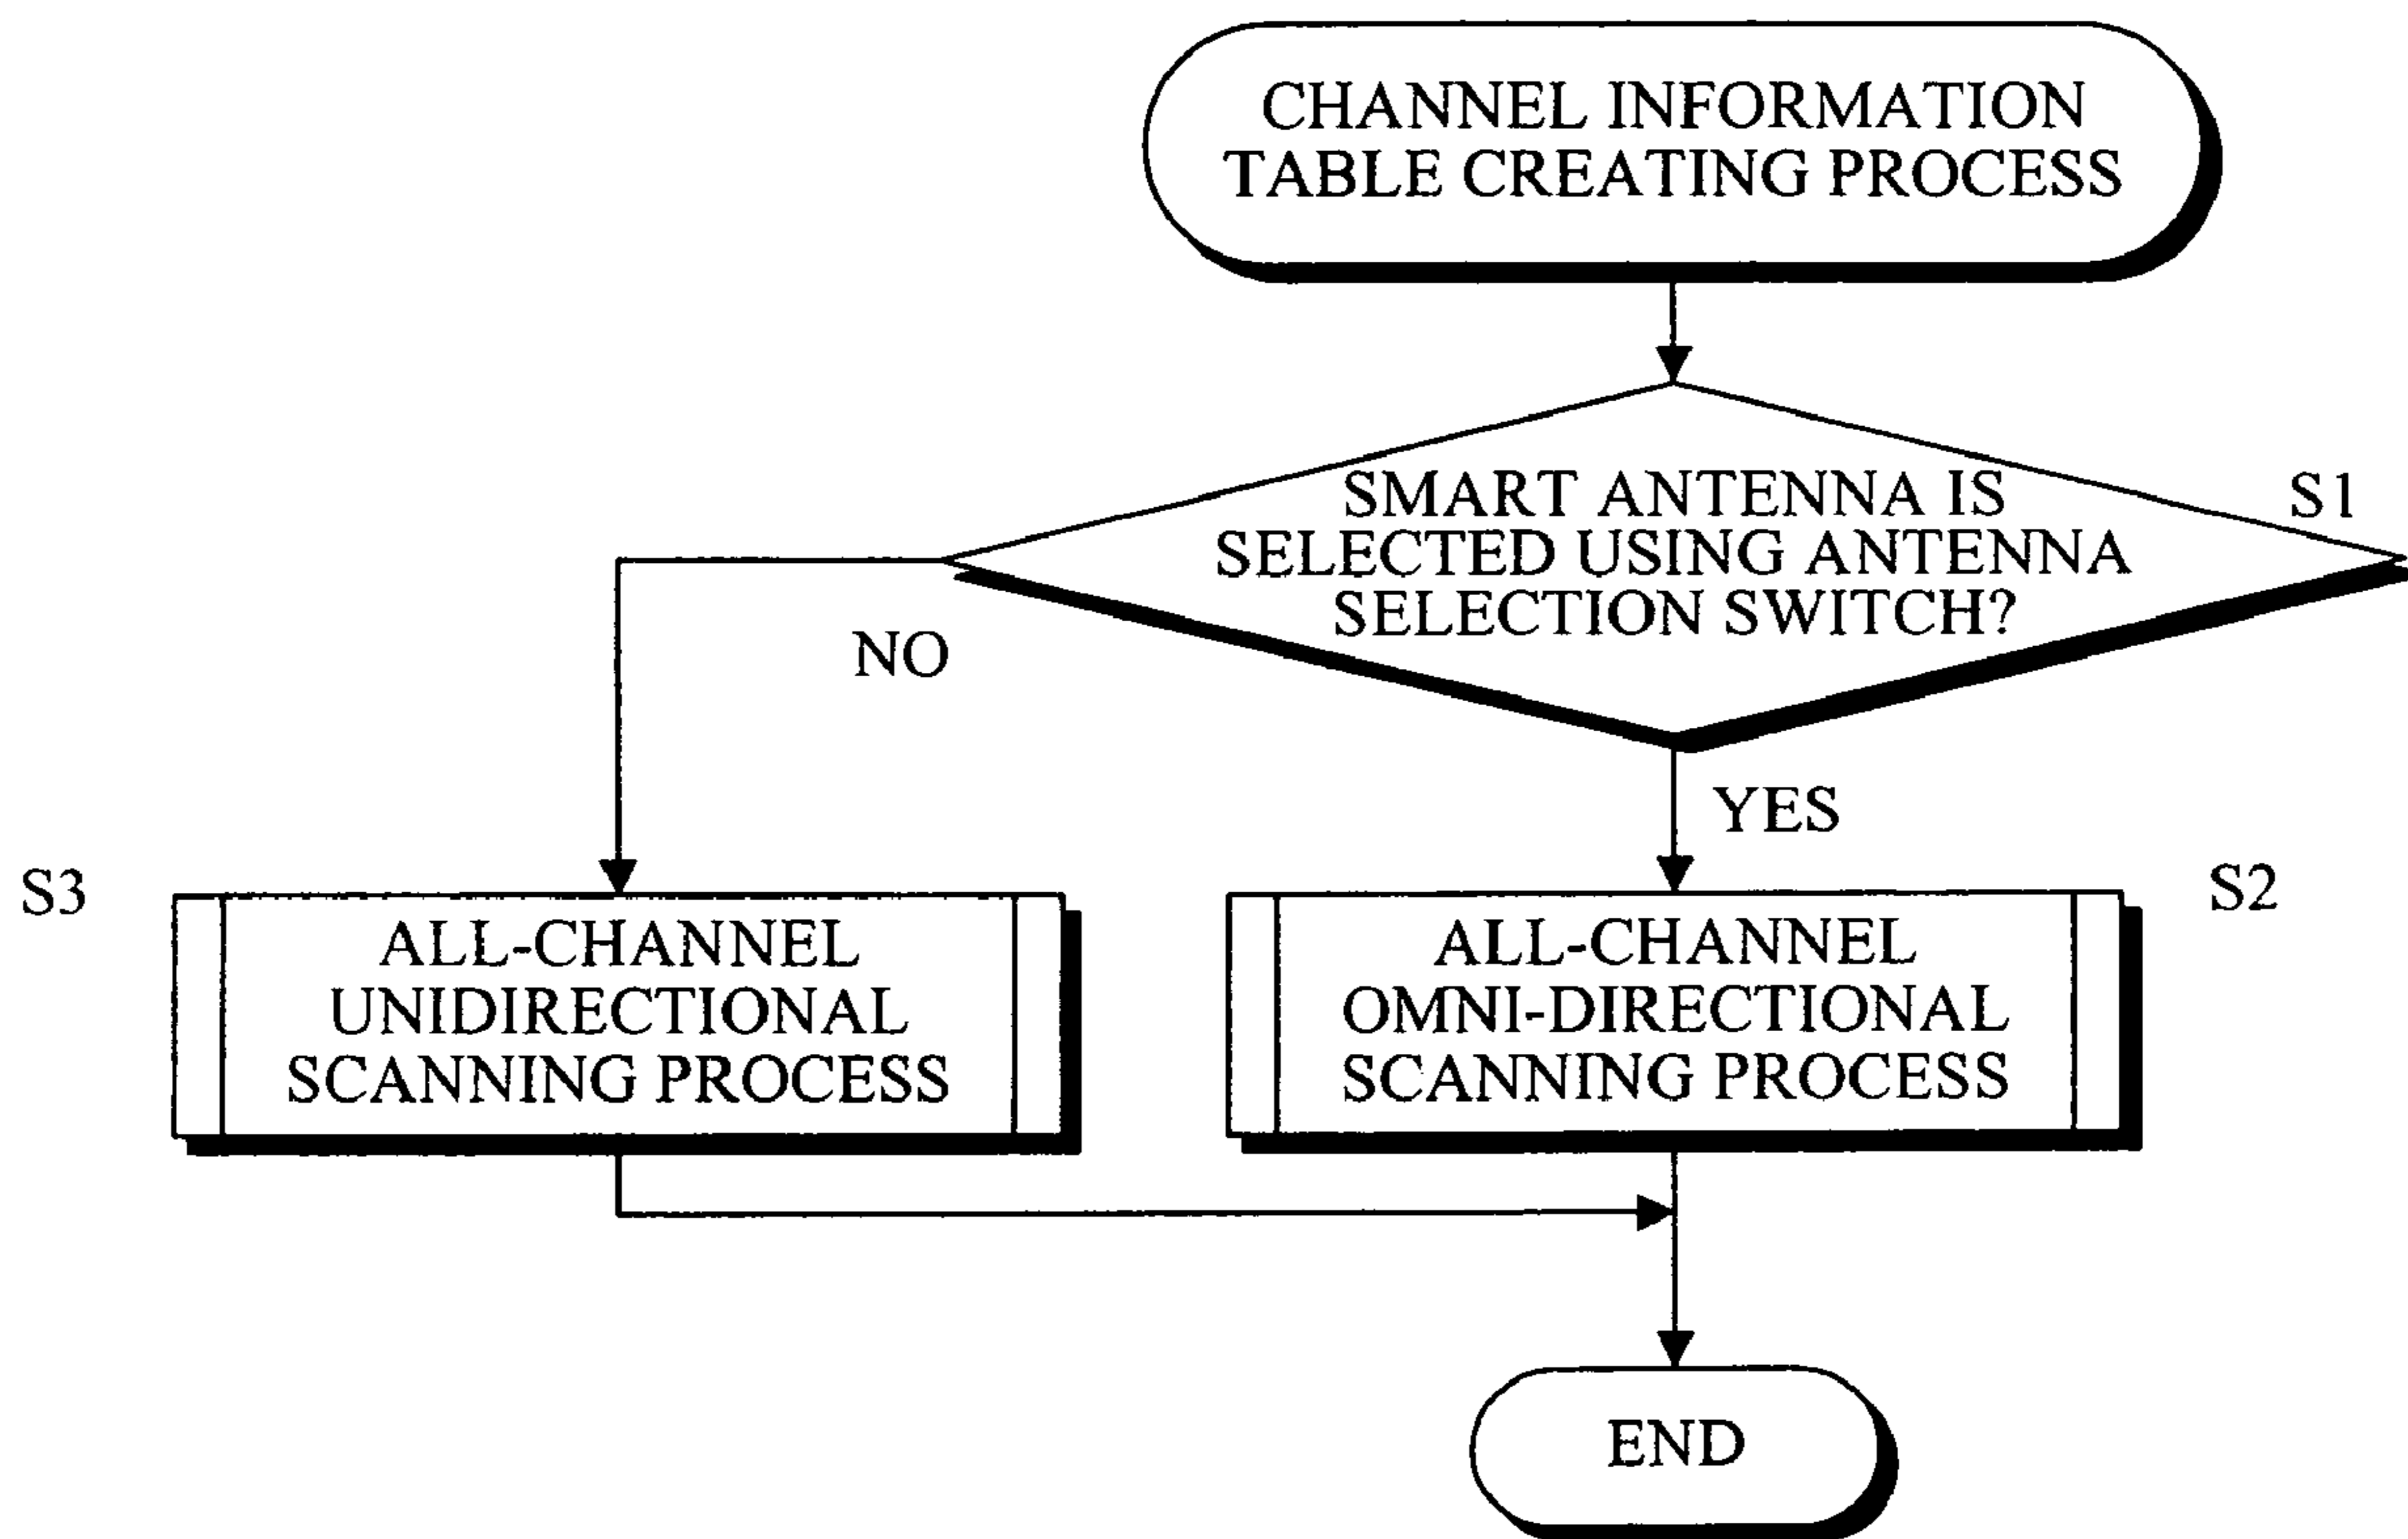 CHANNEL INFORMATION
TABLE CREATING PROCESS
SMART ANTENNA IS
SELECTED USING ANTENNA
SELECTION SWITCH?
S1
NO
YES
S3
ALL-CHANNEL
UNIDIRECTIONAL
SCANNING PROCESS
ALL-CHANNEL
OMNI-DIRECTIONAL
SCANNING PROCESS
S2
END